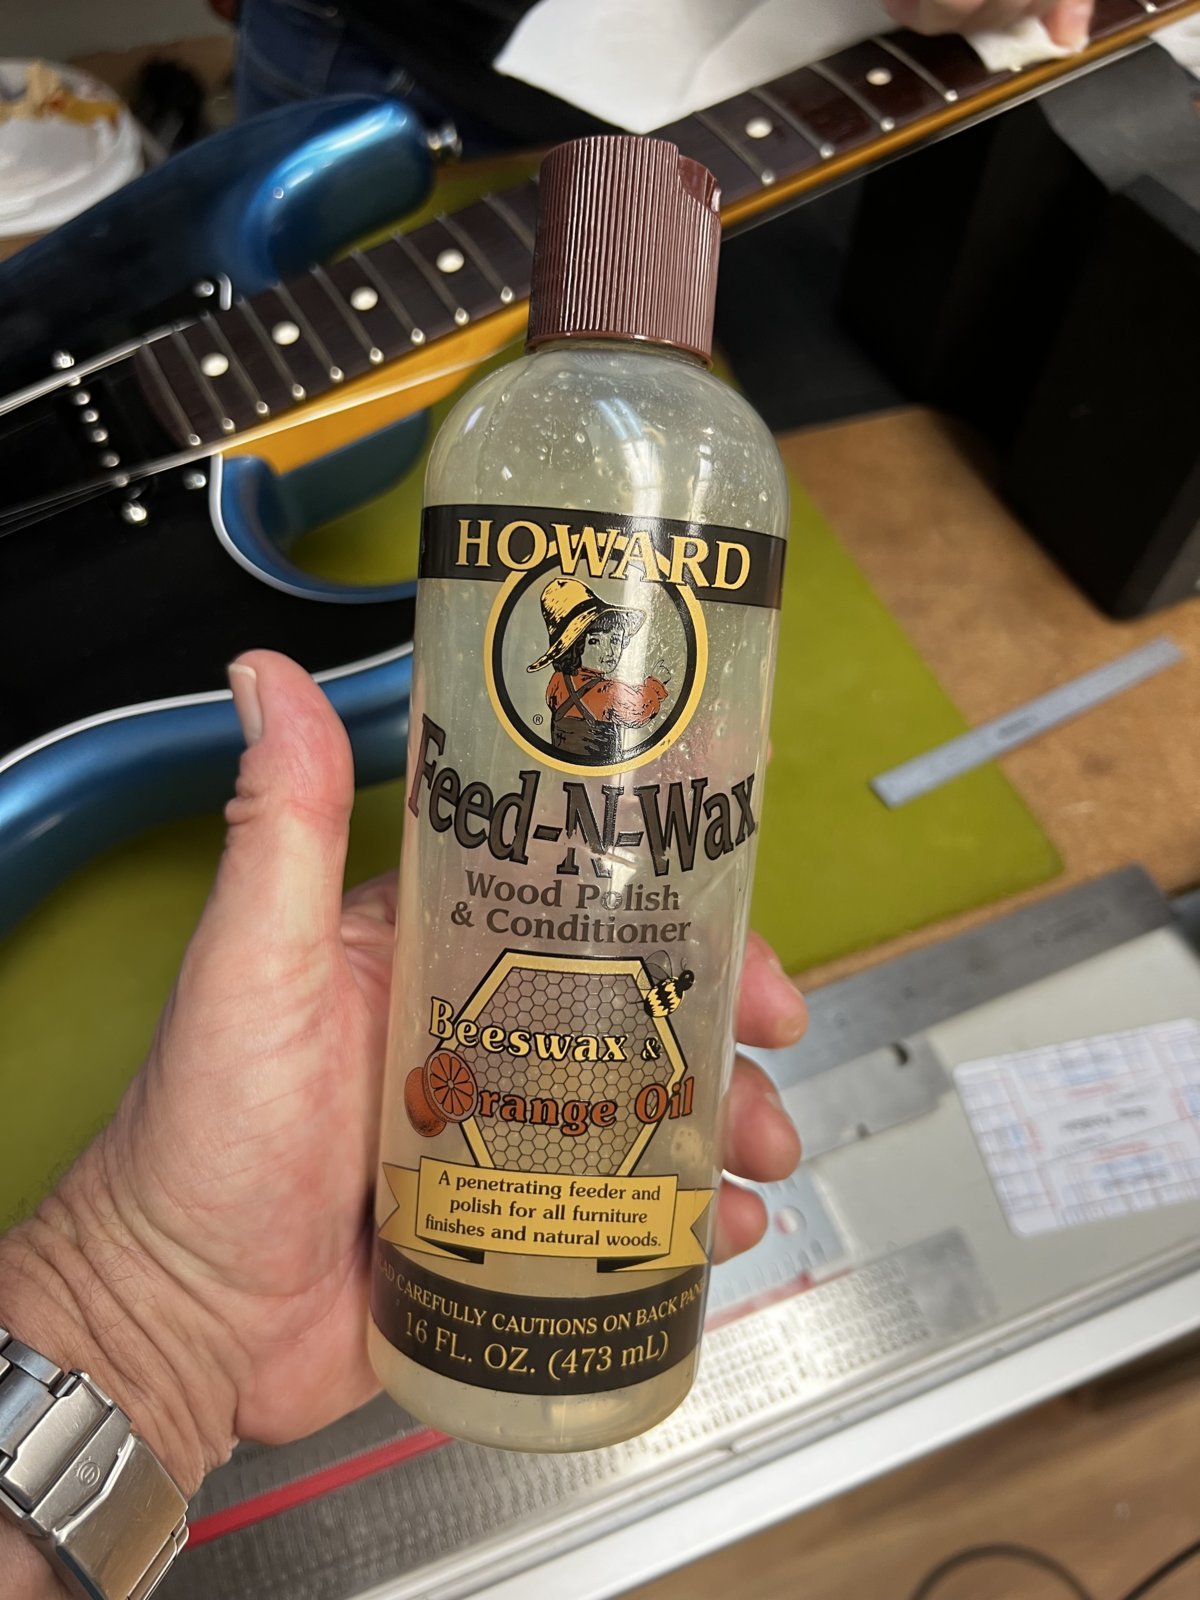 HOWARD
®
Feed-N-Wax
Wood Polish
& Conditioner
Beeswax &
Orange Oil
A penetrating feeder and
polish for all furniture
finishes and natural woods.
CAREFULLY CAUTIONS ON BACK
16 FL. OZ. (473 mL)